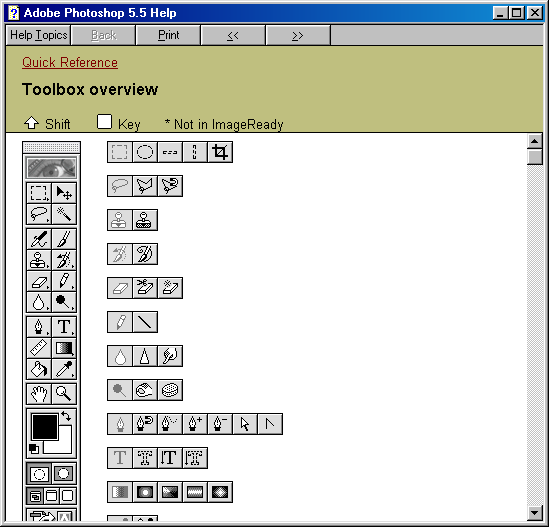 Adobe Photoshop 5.5 Help
Help Topics Back Print << >>
Quick Reference
Toolbox overview
Shift Key * Not in ImageReady